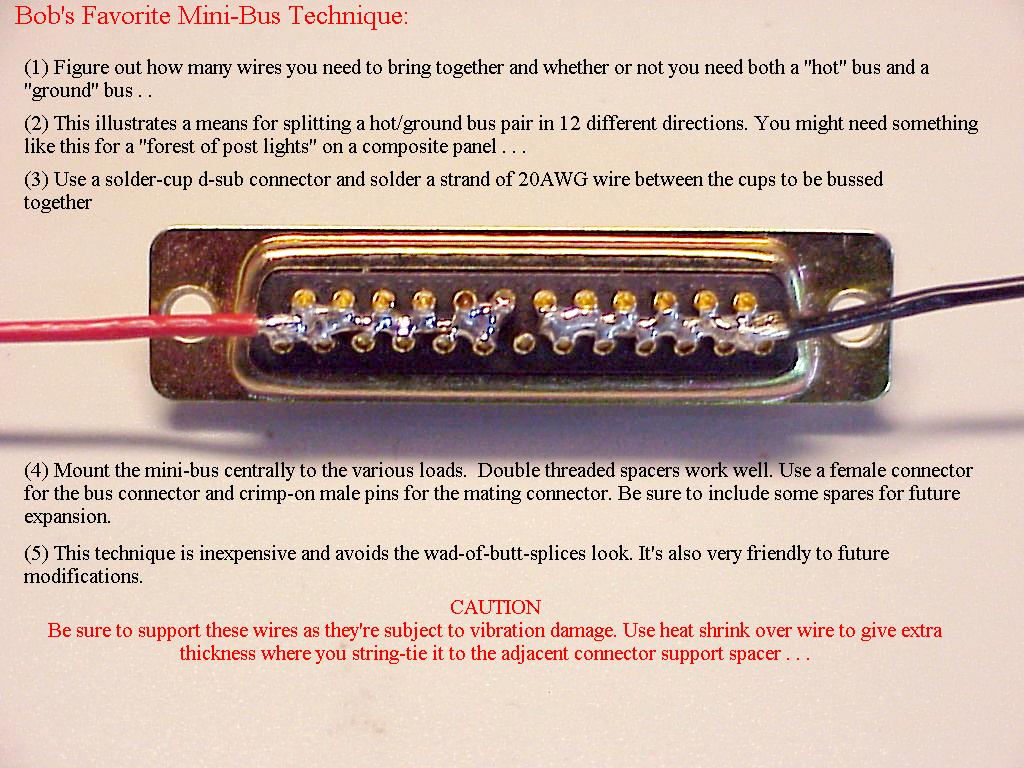 Bob's Favorite Mini-Bus Technique:
(1) Figure out how many wires you need to bring together and whether or not you need both a "hot" bus and a
"ground" bus . .
(2) This illustrates a means for splitting a hot/ground bus pair in 12 different directions. You might need something
like this for a "forest of post lights" on a composite panel . . .
(3) Use a solder-cup d-sub connector and solder a strand of 20AWG wire between the cups to be bussed
together
(4) Mount the mini-bus centrally to the various loads.  Double threaded spacers work well. Use a female connector
for the bus connector and crimp-on male pins for the mating connector. Be sure to include some spares for future
expansion.
(5) This technique is inexpensive and avoids the wad-of-butt-splices look. It's also very friendly to future
modifications.
CAUTION
Be sure to support these wires as they're subject to vibration damage. Use heat shrink over wire to give extra
thickness where you string-tie it to the adjacent connector support spacer . . .